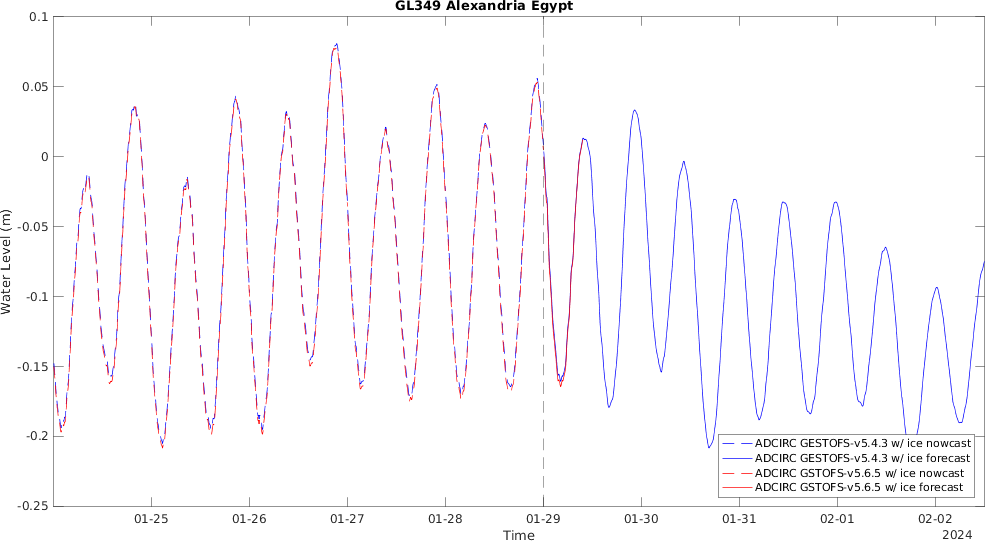 GL349 Alexandria Egypt
0.1
0.05
0
-0.05
-0.1
-0.15
-0.2
-0.25
Water Level (m)
ADCIRC GESTOFS-v5.4.3 w/ ice nowcast
ADCIRC GESTOFS-v5.4.3 w/ ice forecast
ADCIRC GSTOFS-v5.6.5 w/ ice nowcast
ADCIRC GSTOFS-v5.6.5 w/ ice forecast
01-25 01-26 01-27 01-28 01-29 01-30 01-31 02-01 02-02
Time
2024